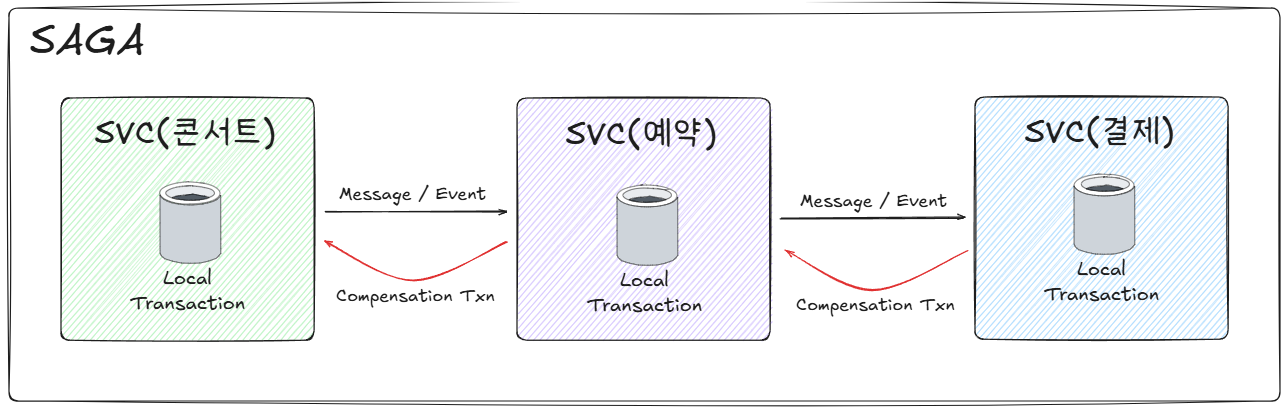 SAGA
SVC(콘서트)
Local
Transaction
Message / Event
Compensation Txn
SVC(예약)
Local
Transaction
Message / Event
Compensation Txn
SVC(결제)
Local
Transaction